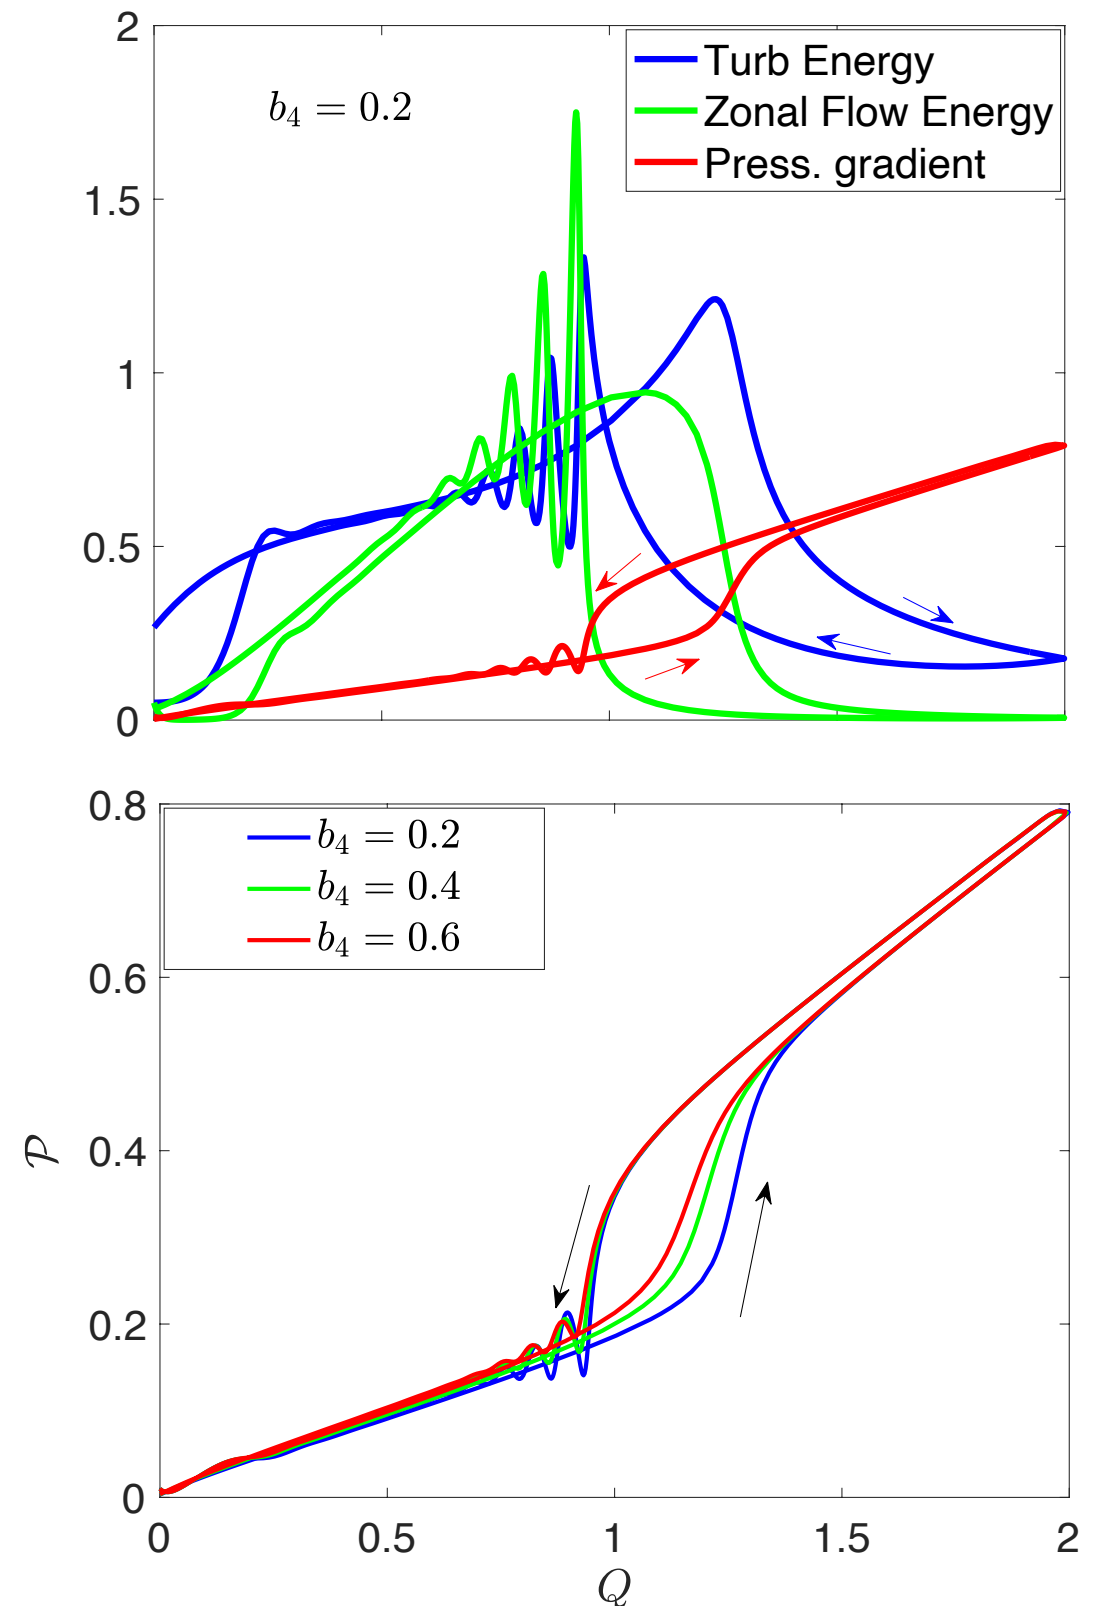 2
b₄ = 0.2
Turb Energy
Zonal Flow Energy
Press. gradient
1.5
1
0.5
0
0.8
b₄ = 0.2
b₄ = 0.4
b₄ = 0.6
0.6
𝒫
0.4
0.2
0
0 0.5 1 1.5 2
Q